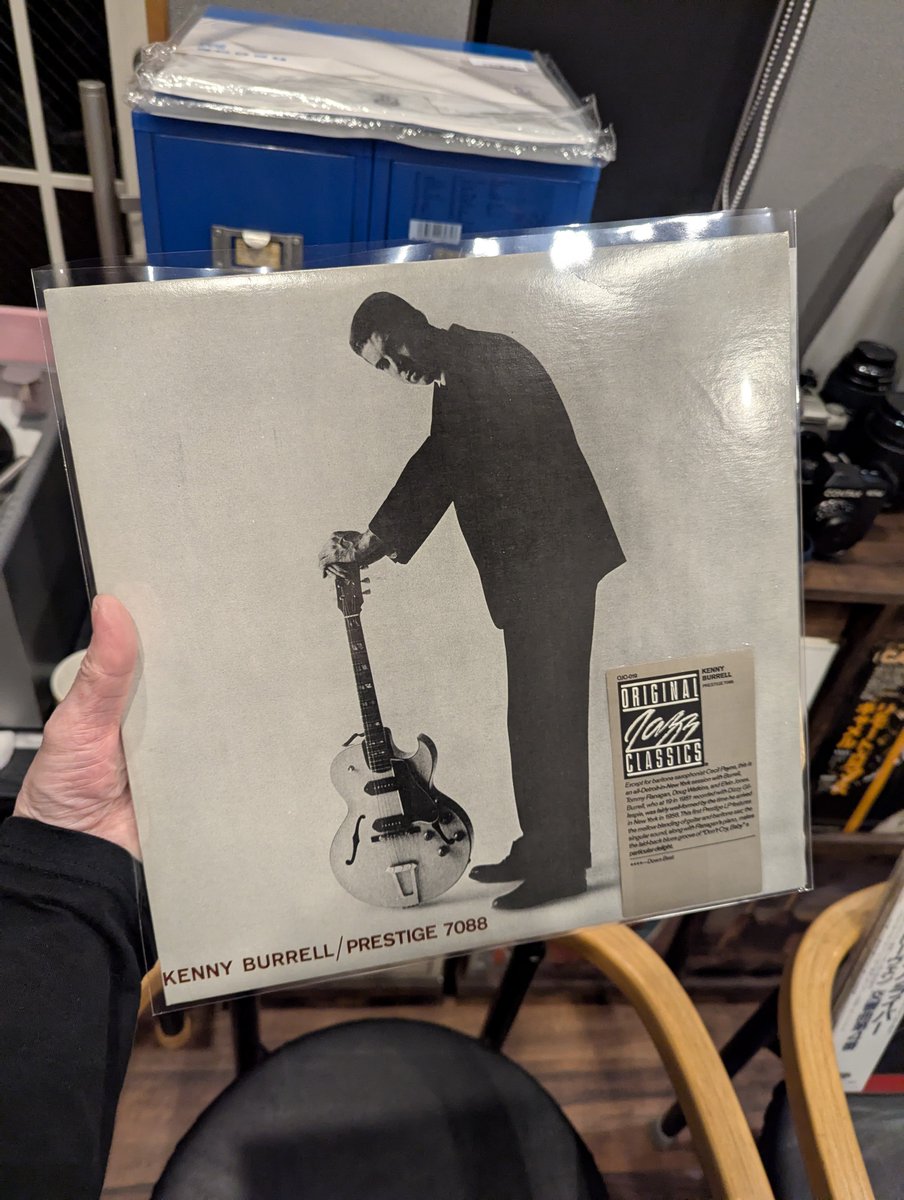 KENNY BURRELL/PRESTIGE 7088
OJC-019
KENNY
BURRELL
PRESTIGE 7088
ORIGINAL
Jazz
CLASSICS
Except for baritone saxophonist Cecil Payne, this is
an all-Detroit-in-New York session with Burrell,
Tommy Flanagan, Doug Watkins, and Elvin Jones.
Burrell, who at 19 in 1951 recorded with Dizzy Gil-
lespie, was fairly well-formed by the time he arrived
in New York in 1956. This first Prestige LP features
the mellow blending of guitar and baritone sax; the
singular sound, along with Flanagan's piano, makes
the laid-back blues groove of "Don't Cry, Baby" a
particular delight.
★★★★—Down Beat